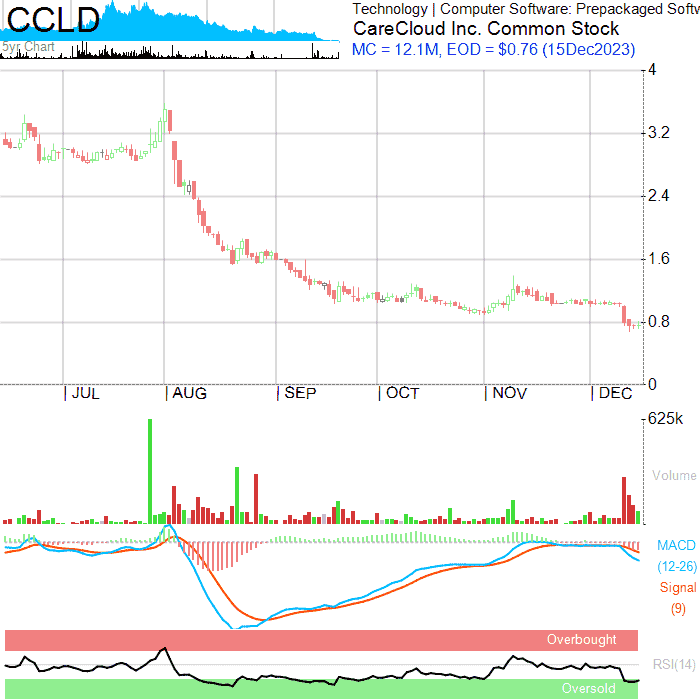 CCLD
5yr Chart
Technology | Computer Software: Prepackaged Softw
CareCloud Inc. Common Stock
MC = 12.1M, EOD = $0.76 (15Dec2023)
4
3.2
2.4
1.6
0.8
0
JUL AUG SEP OCT NOV DEC
625k
Volume
MACD
(12-26)
Signal
(9)
Overbought
RSI(14)
Oversold